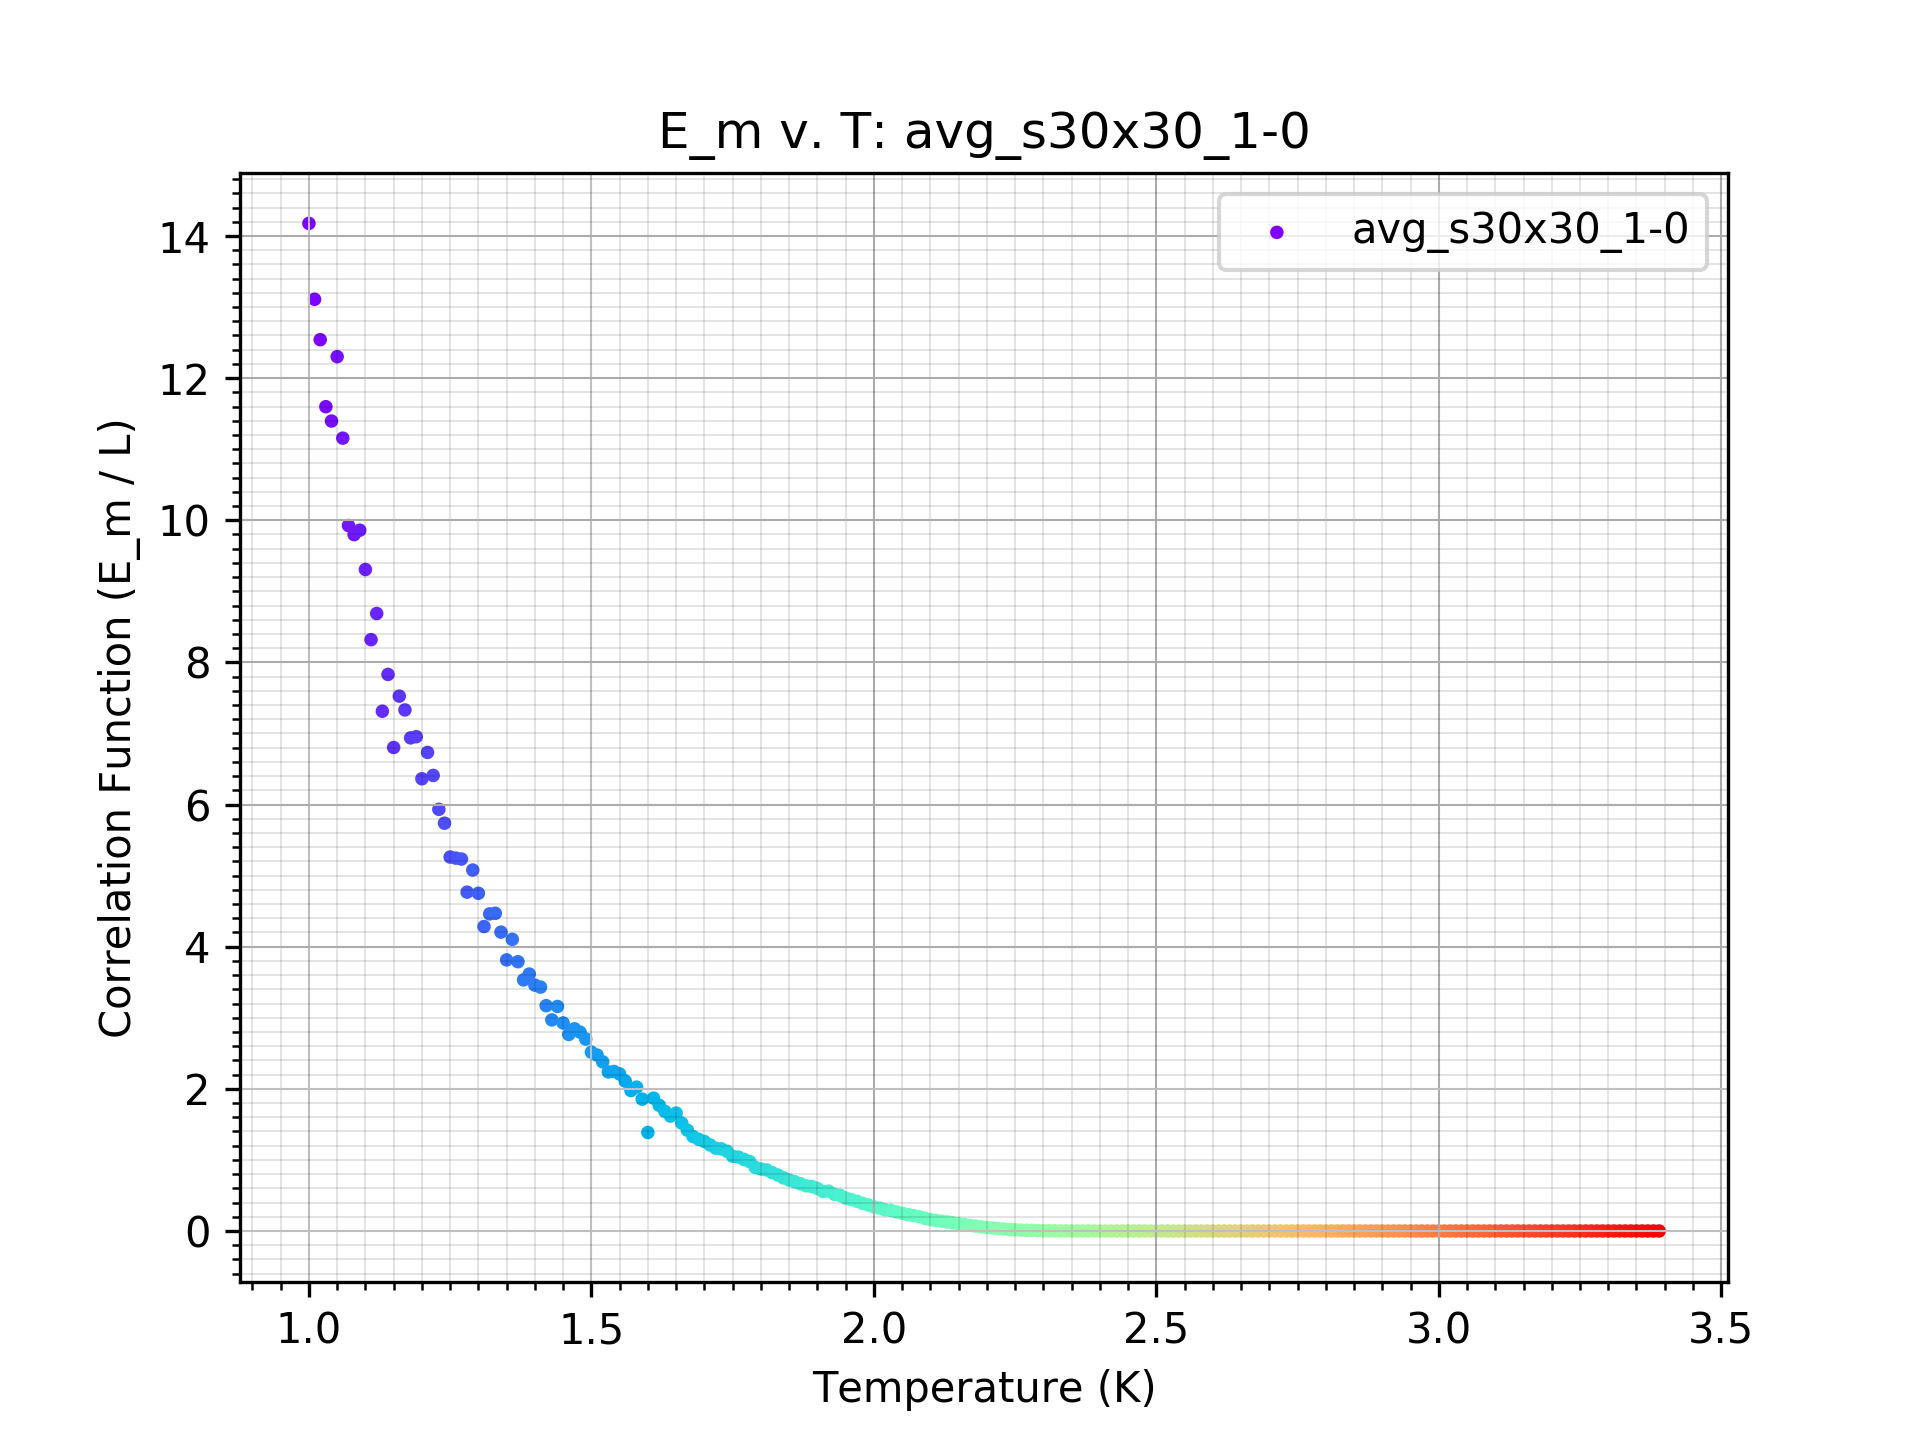 E_m v. T: avg_s30x30_1-0
avg_s30x30_1-0
Correlation Function (E_m / L)
14
12
10
8
6
4
2
0
1.0 1.5 2.0 2.5 3.0 3.5
Temperature (K)